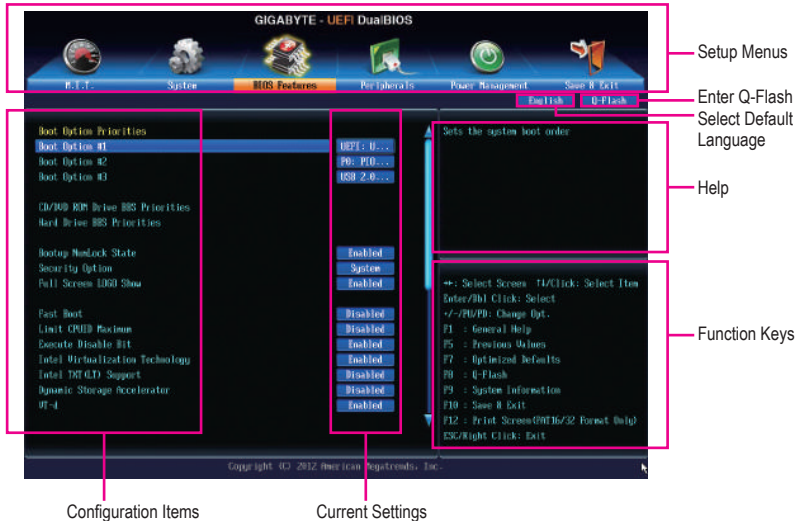 GIGABYTE - UEFI DualBIOS
M.I.T.
System
BIOS Features
Peripherals
Power Management
Save & Exit
Setup Menus
English
Q-Flash
Enter Q-Flash
Select Default
Language
Boot Option Priorities
Boot Option #1
UEFI: U...
Boot Option #2
P0: PIO...
Boot Option #3
USB 2.0...
CD/DVD ROM Drive BBS Priorities
Hard Drive BBS Priorities
Bootup NumLock State
Enabled
Security Option
System
Full Screen LOGO Show
Enabled
Fast Boot
Disabled
Limit CPUID Maximum
Disabled
Execute Disable Bit
Enabled
Intel Virtualization Technology
Enabled
Intel TXT(LT) Support
Disabled
Dynamic Storage Accelerator
Disabled
VT-d
Enabled
Sets the system boot order
Help
→←: Select Screen ↑↓/Click: Select Item
Enter/Dbl Click: Select
+/-/PU/PD: Change Opt.
F1 : General Help
F5 : Previous Values
F7 : Optimized Defaults
F8 : Q-Flash
F9 : System Information
F10 : Save & Exit
F12 : Print Screen(FAT16/32 Format Only)
ESC/Right Click: Exit
Function Keys
Copyright (C) 2012 American Megatrends, Inc.
Configuration Items
Current Settings